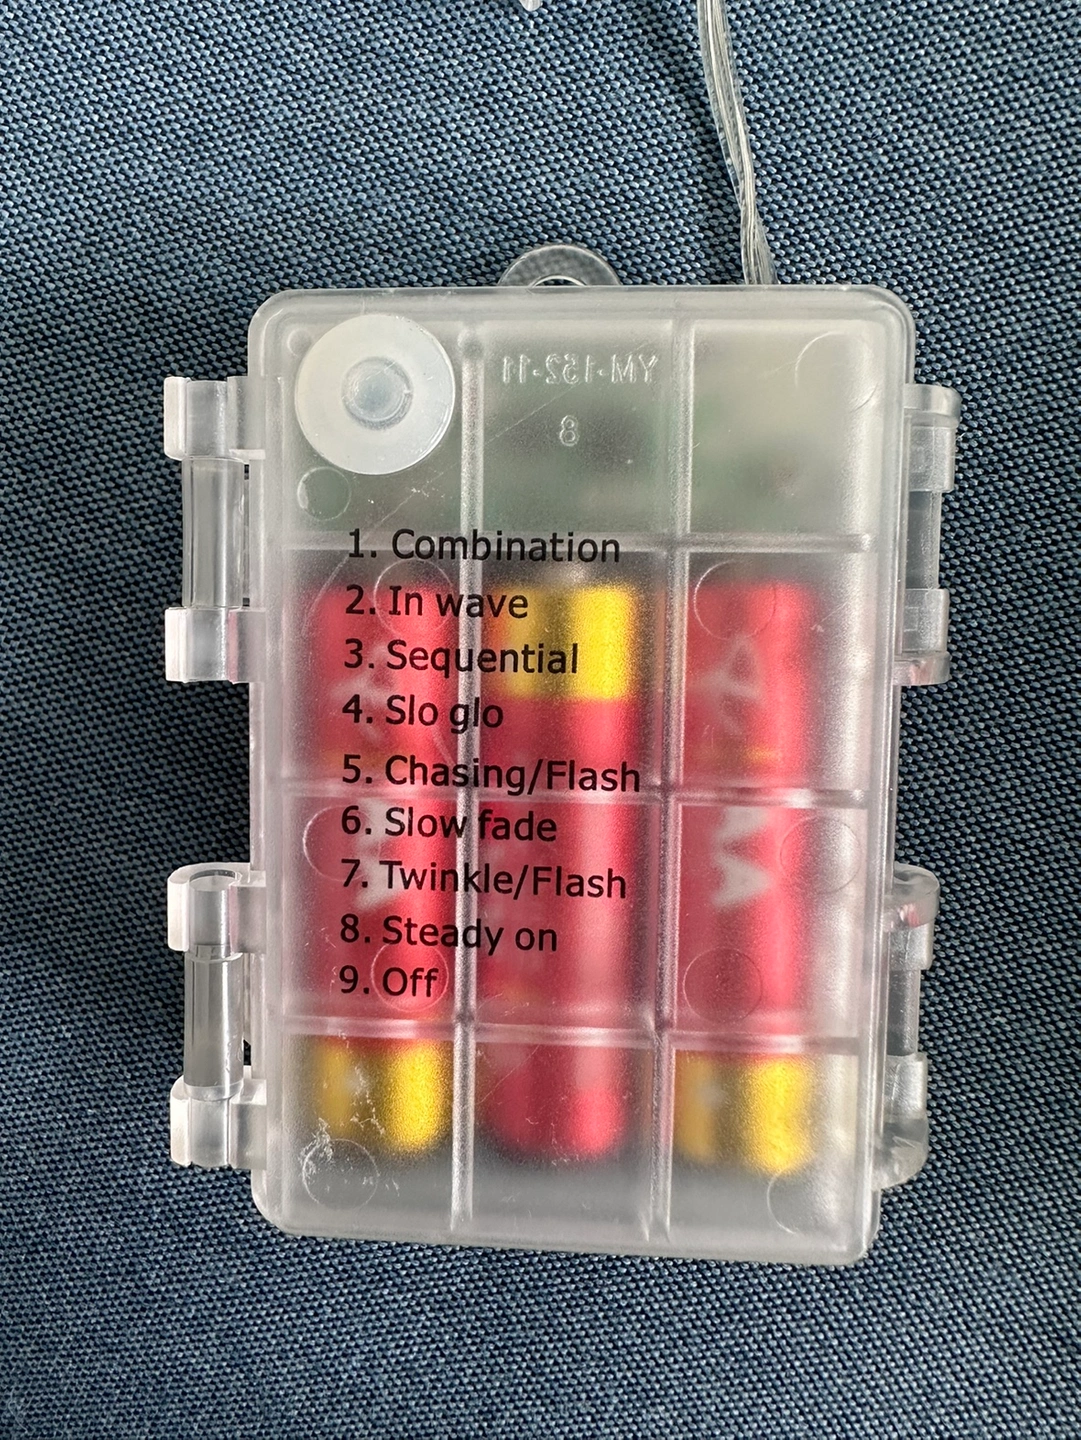 YM-152-11
8
1. Combination
2. In wave
3. Sequential
4. Slo glo
5. Chasing/Flash
6. Slow fade
7. Twinkle/Flash
8. Steady on
9. Off